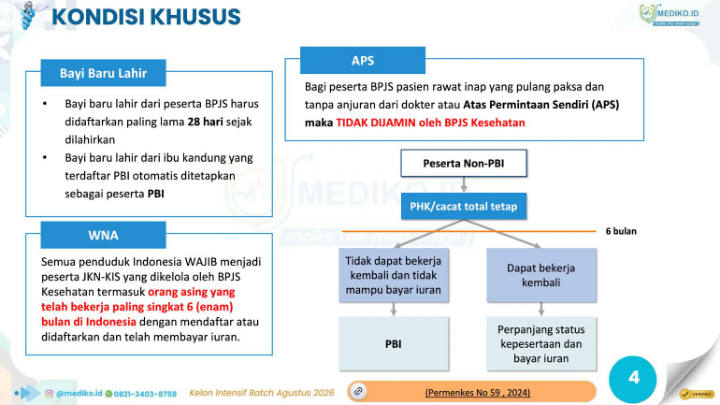 KONDISI KHUSUS
MEDIKO.ID
Bayi Baru Lahir
• Bayi baru lahir dari peserta BPJS harus
didaftarkan paling lama 28 hari sejak
dilahirkan
• Bayi baru lahir dari ibu kandung yang
terdaftar PBI otomatis ditetapkan
sebagai peserta PBI
WNA
Semua penduduk Indonesia WAJIB menjadi
peserta JKN-KIS yang dikelola oleh BPJS
Kesehatan termasuk orang asing yang
telah bekerja paling singkat 6 (enam)
bulan di Indonesia dengan mendaftar atau
didaftarkan dan telah membayar iuran.
APS
Bagi peserta BPJS pasien rawat inap yang pulang paksa dan
tanpa anjuran dari dokter atau Atas Permintaan Sendiri (APS)
maka TIDAK DIJAMIN oleh BPJS Kesehatan
Peserta Non-PBI
PHK/cacat total tetap
6 bulan
Tidak dapat bekerja
kembali dan tidak
mampu bayar iuran
Dapat bekerja
kembali
PBI
Perpanjang status
kepesertaan dan
bayar iuran
MEDIKO.ID
@mediko.id 0821-3403-8758 Kelon Intensif Batch Agustus 2026
(Permenkes No 59 , 2024)
4